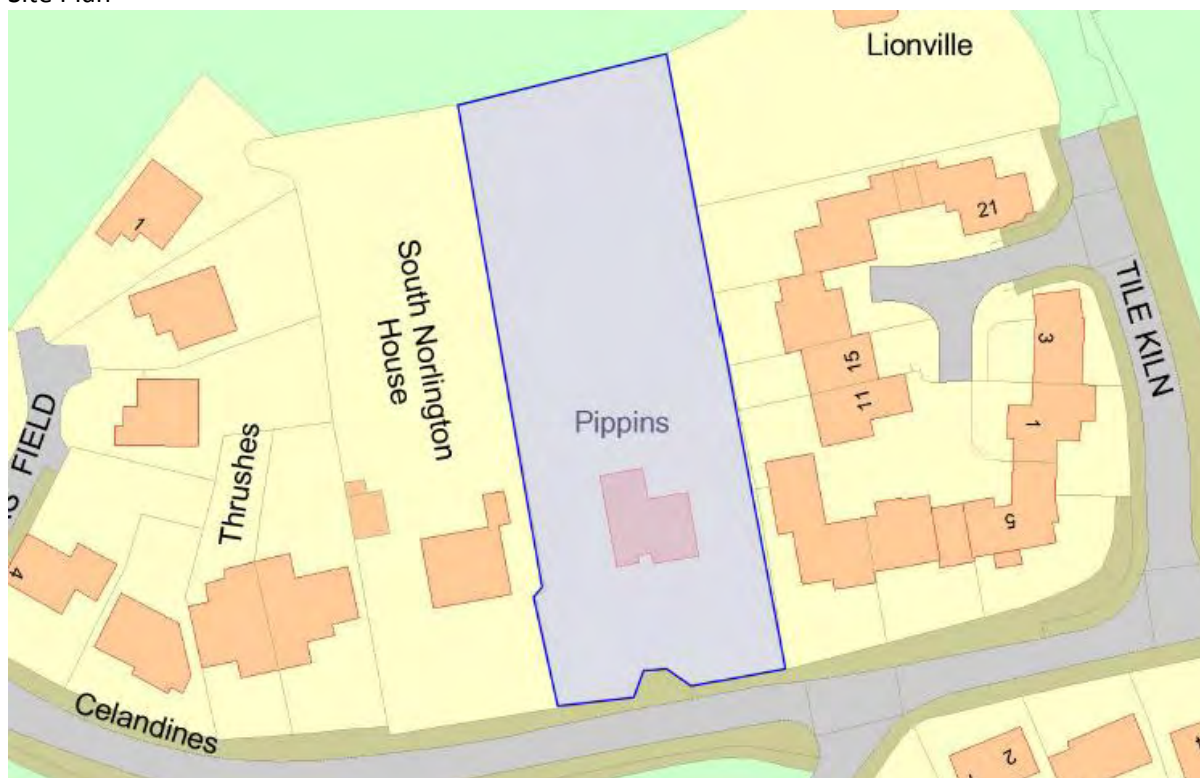 Site Plan
Lionville
1
21
South Norlington
House
TILE KILN
3
15
11
Pippins
1
FIELD
Thrushes
5
4
Celandines
2